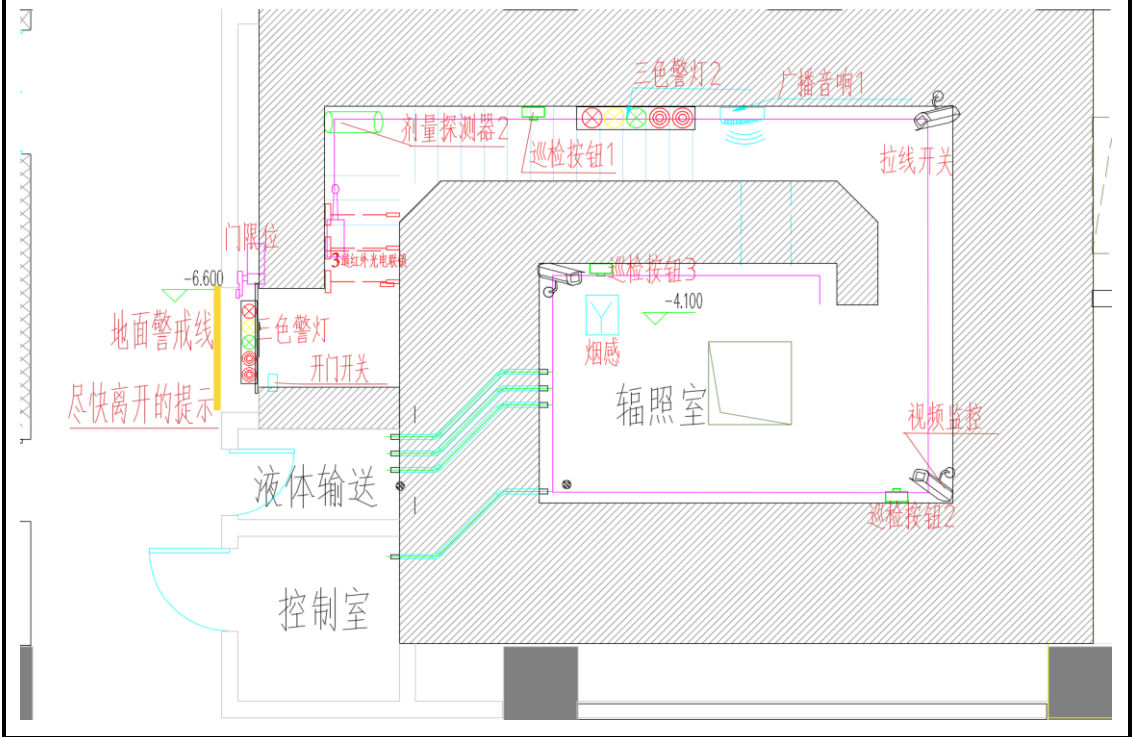 三色警灯2
广播音响1
剂量探测器2
巡检按钮1
拉线开关
门限位
3道红外光电联锁
巡检按钮3
-6.600
-4.100
地面警戒线
三色警灯
烟感
开门开关
尽快离开的提示
辐照室
视频监控
液体输送
巡检按钮2
控制室